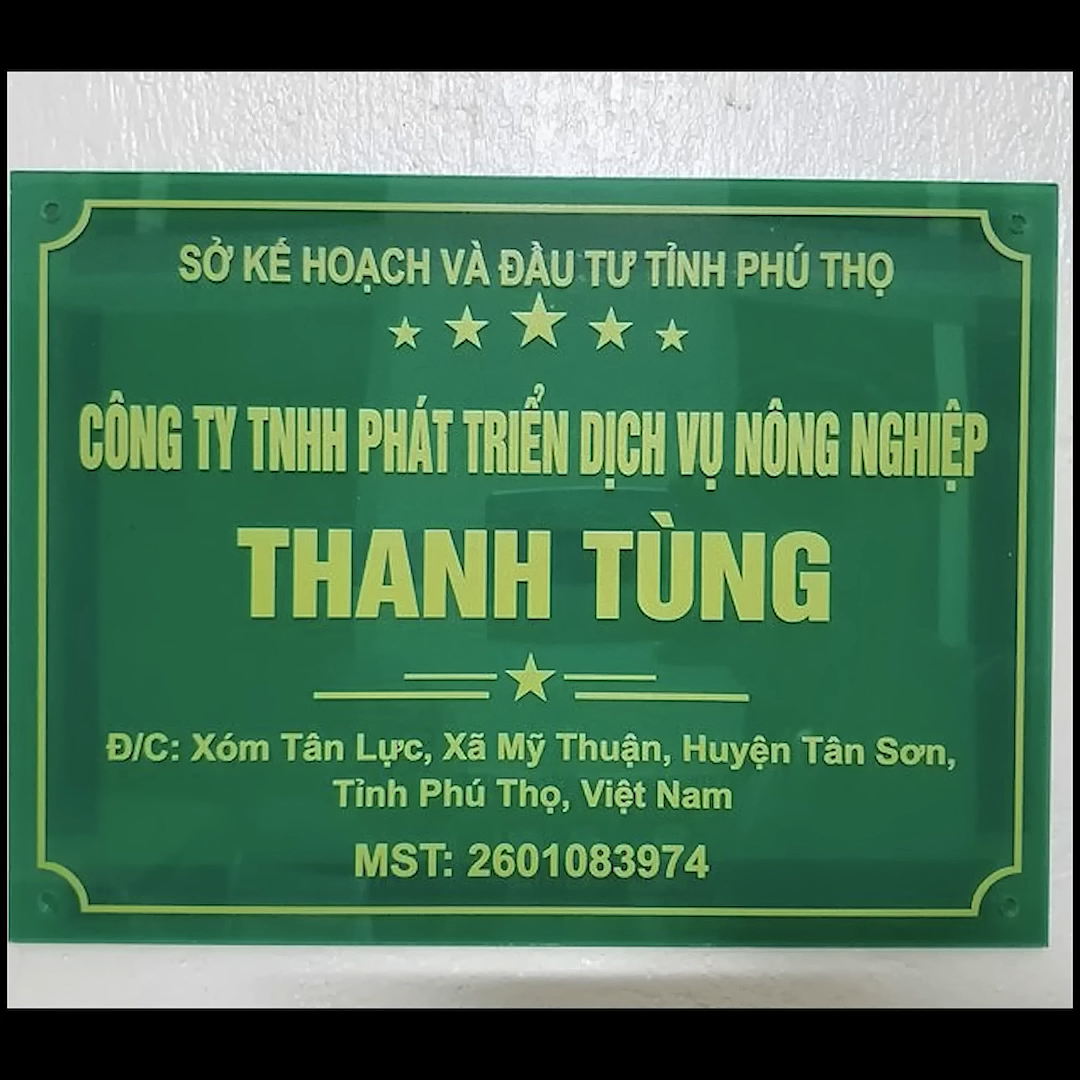 SỞ KẾ HOẠCH VÀ ĐẦU TƯ TỈNH PHÚ THỌ
CÔNG TY TNHH PHÁT TRIỂN DỊCH VỤ NÔNG NGHIỆP
THANH TÙNG
Đ/C: Xóm Tân Lực, Xã Mỹ Thuận, Huyện Tân Sơn,
Tỉnh Phú Thọ, Việt Nam
MST: 2601083974